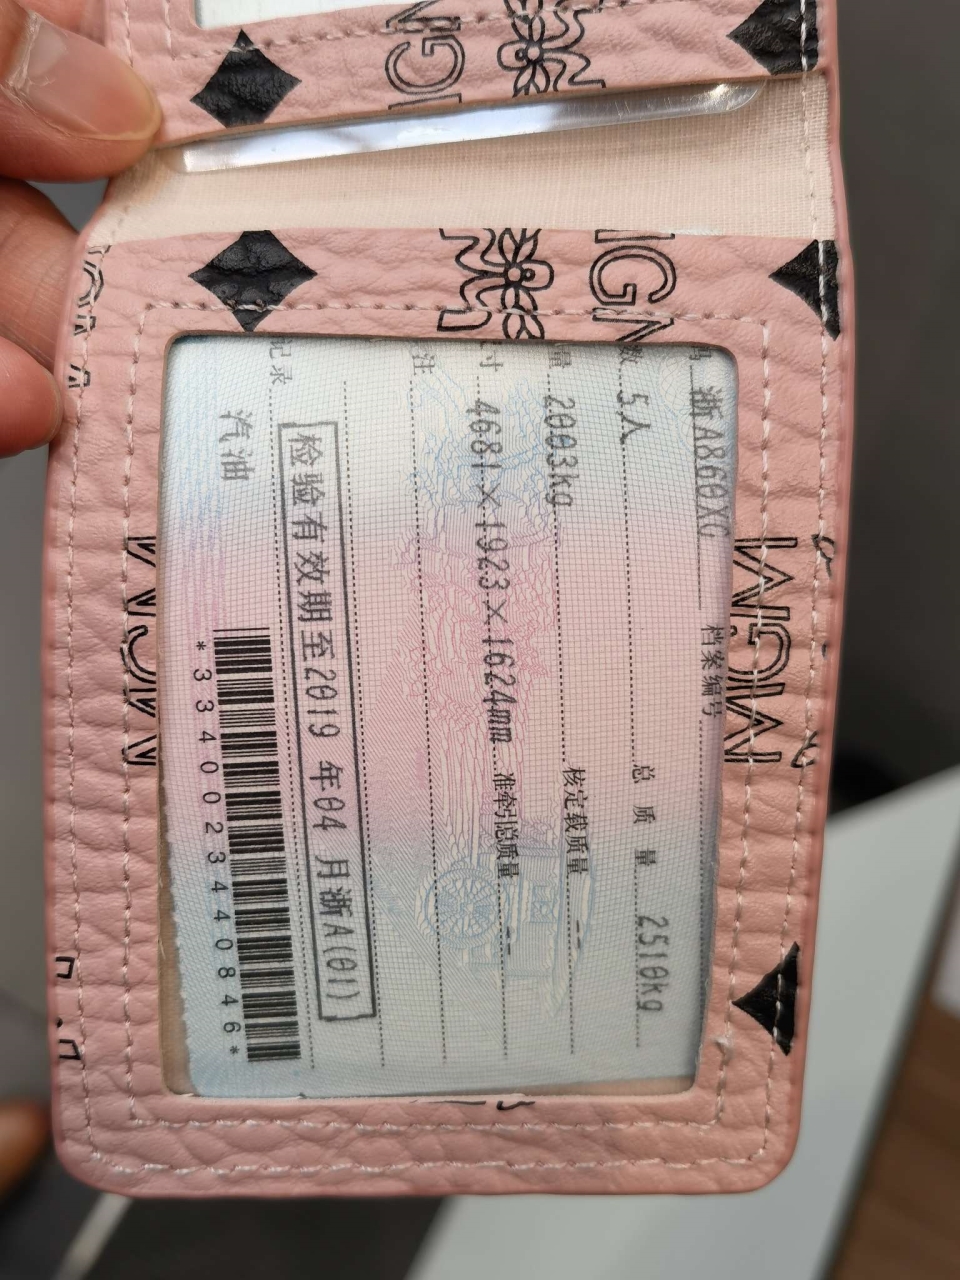 浙A860XG 档案编号
5人 总质量 2510kg
量 2003kg 核定载质量 --
寸 4681×1923×1624mm 准牵引总质量 --
注
检验有效期至2019年04月浙A(01)
记录
汽油
*3340023440846*